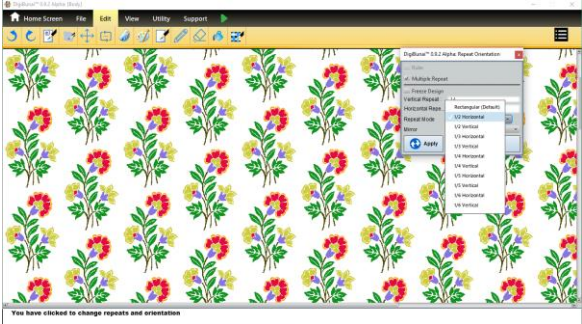 DigiBunai™ 0.9.2 Alpha (Body)
Home Screen File Edit View Utility Support
DigiBunai™ 0.9.2 Alpha: Repeat Orientation
Multiple Repeat
Freeze Design
Vertical Repeat
Horizontal Repe
Repeat Mode
Mirror
Apply
Rectangular (Default)
1/2 Horizontal
1/2 Vertical
1/3 Horizontal
1/3 Vertical
1/4 Horizontal
1/4 Vertical
1/5 Horizontal
1/5 Vertical
1/6 Horizontal
1/6 Vertical
You have clicked to change repeats and orientation